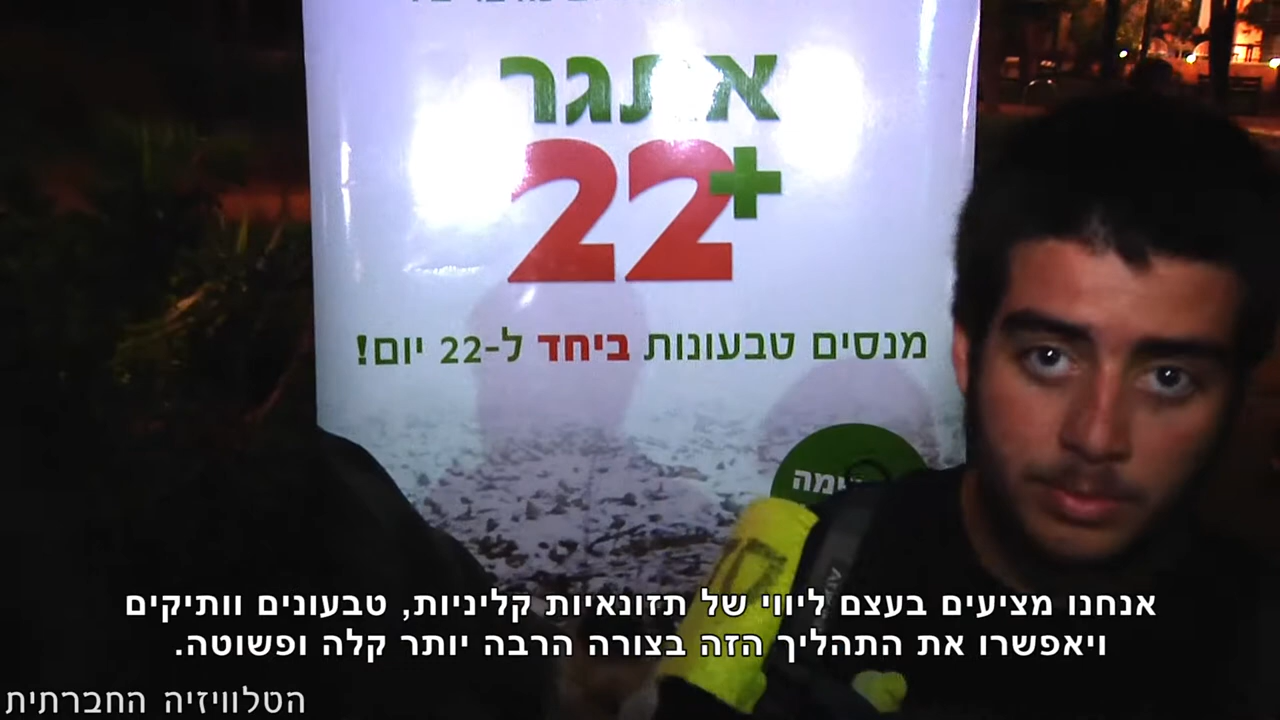 אתגר
22+
מנסים טבעונות ביחד ל-22 יום!
אנחנו מציעים בעצם ליווי של תזונאיות קליניות, טבעונים וותיקים
ויאפשרו את התהליך הזה בצורה הרבה יותר קלה ופשוטה.
הטלוויזיה החברתית